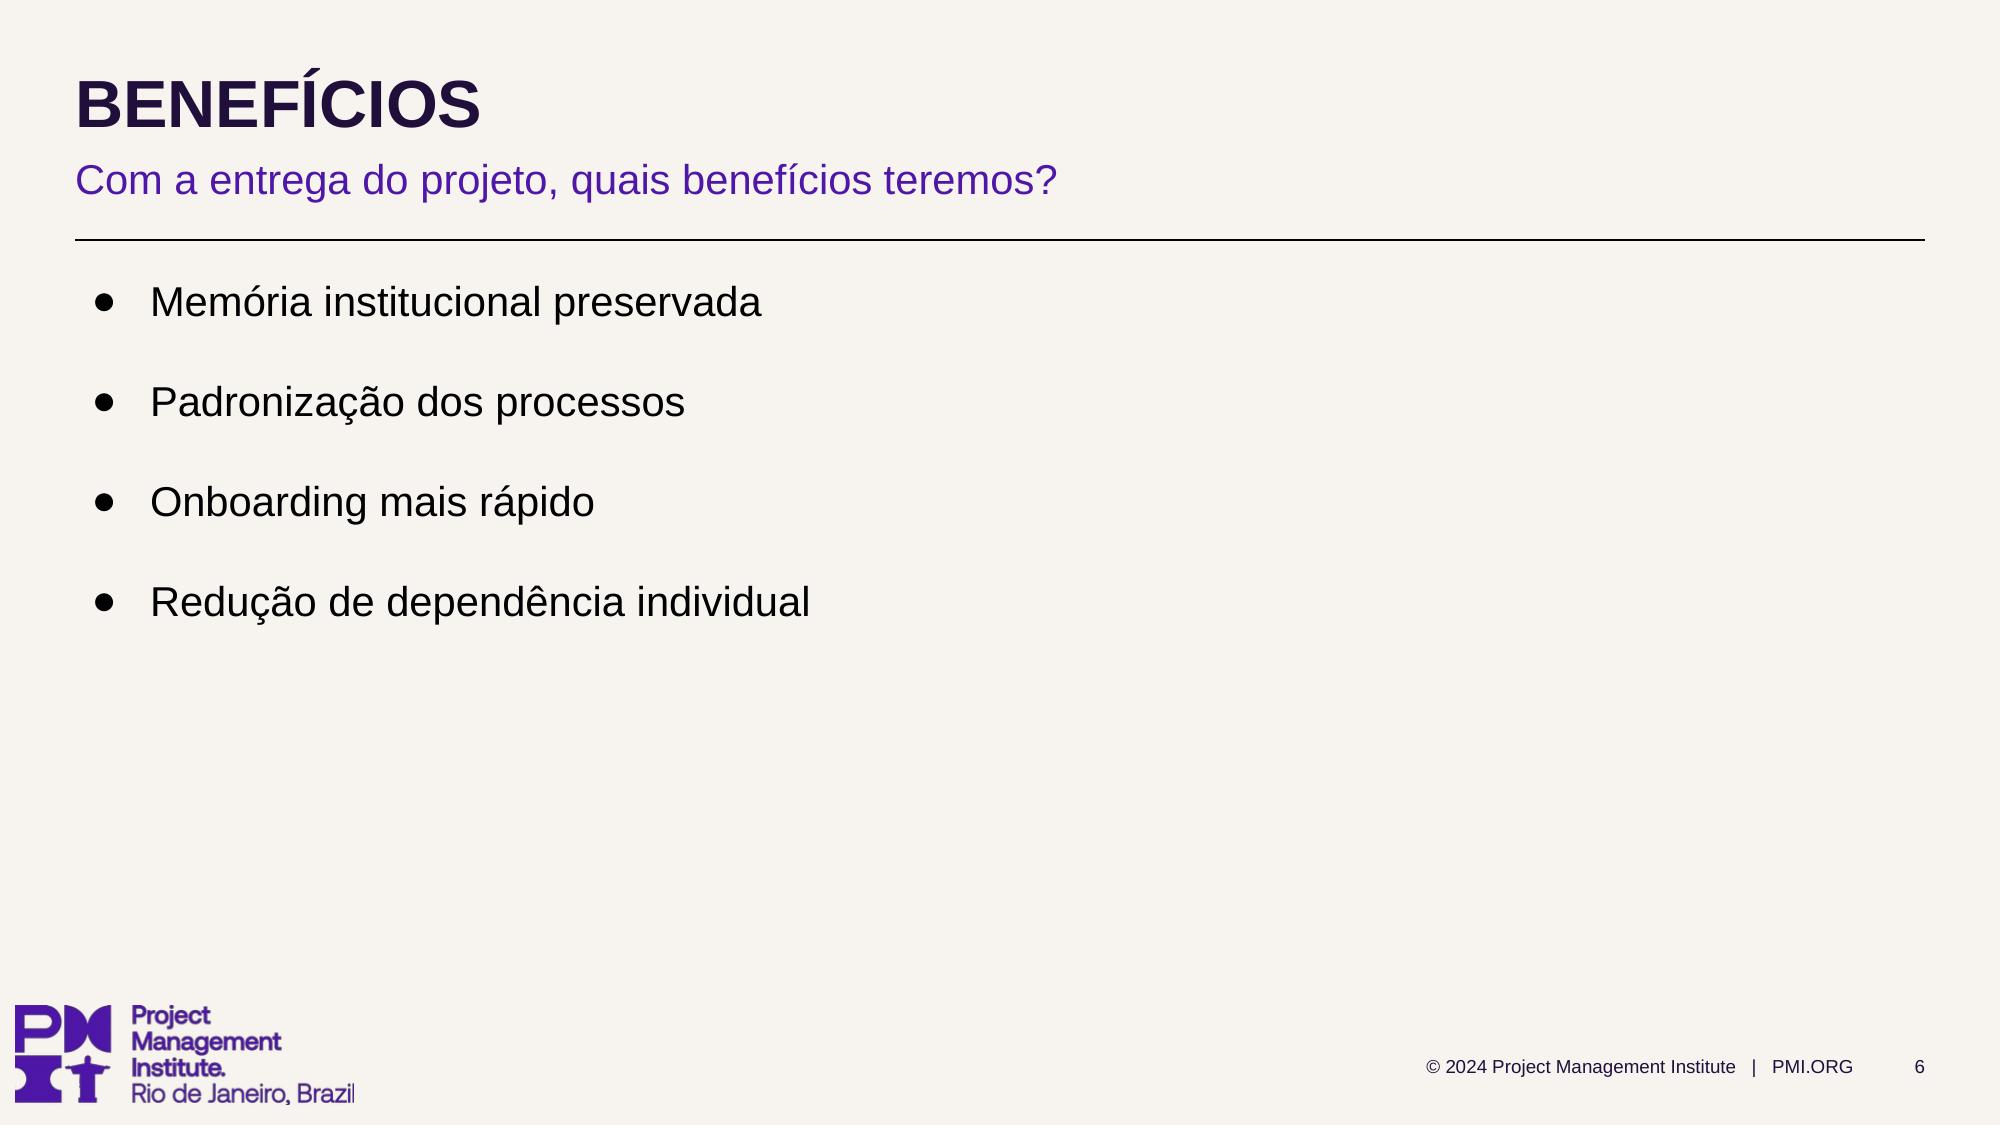 BENEFÍCIOS
Com a entrega do projeto, quais benefícios teremos?
● Memória institucional preservada
● Padronização dos processos
● Onboarding mais rápido
● Redução de dependência individual
PM
I
Project
Management
Institute.
Rio de Janeiro, Brazil
© 2024 Project Management Institute | PMI.ORG 6